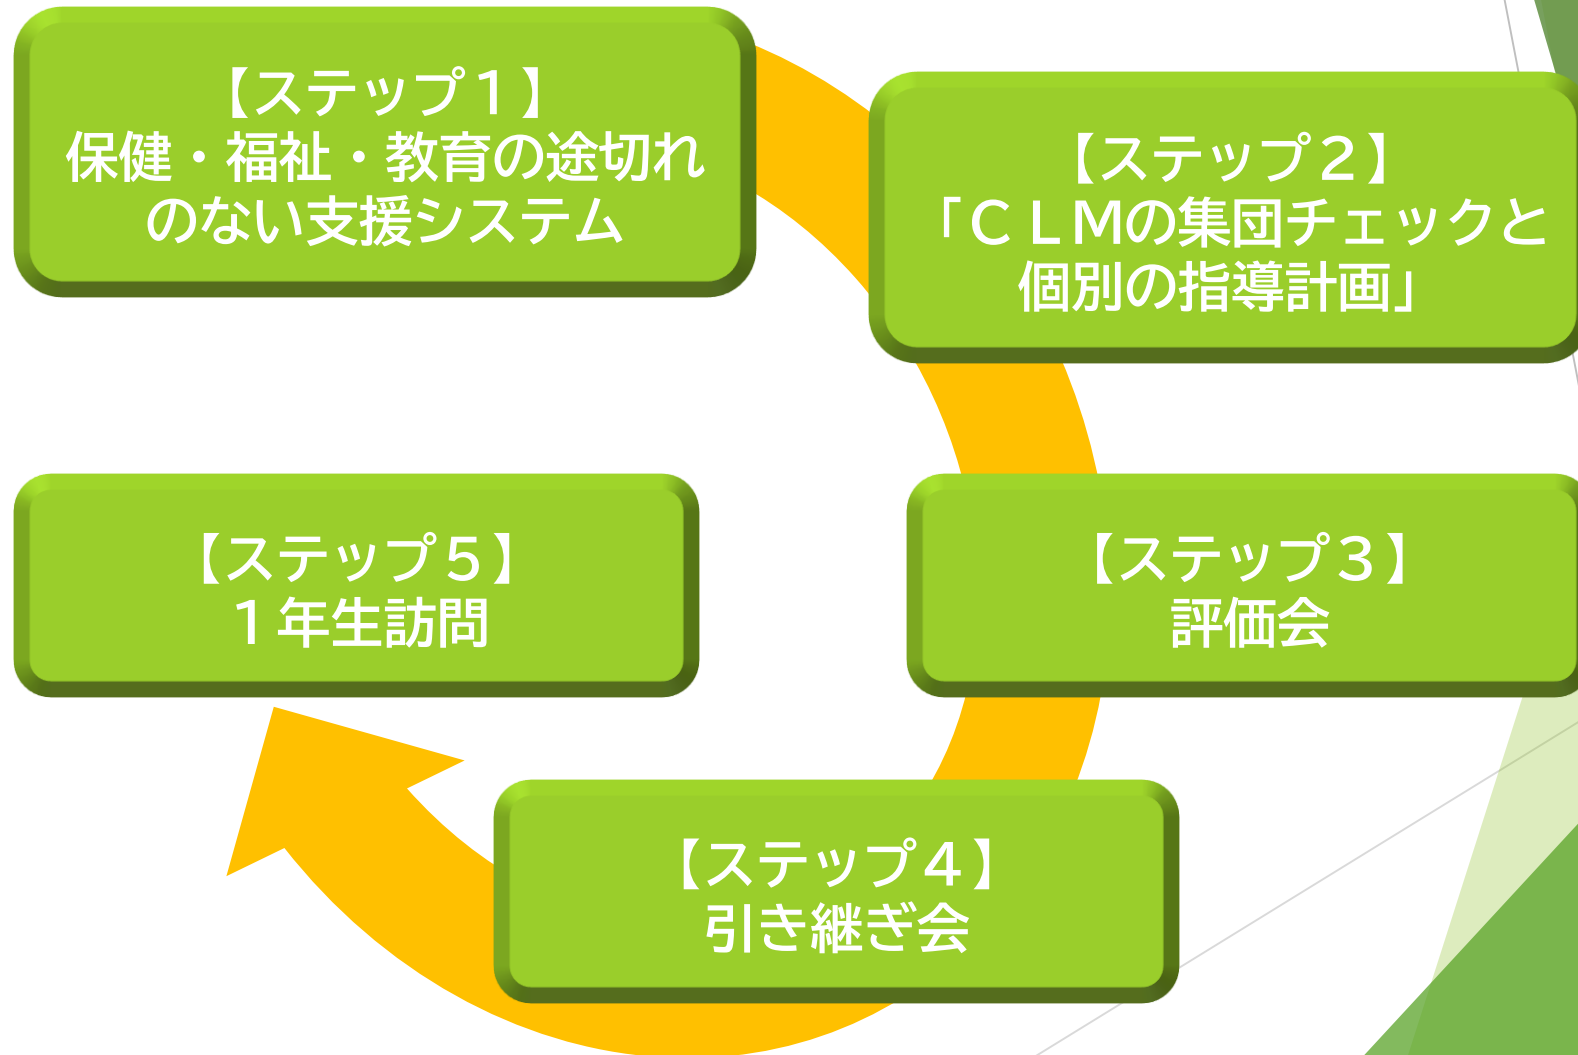 【ステップ１】
保健・福祉・教育の途切れ
のない支援システム
【ステップ２】
「ＣＬＭの集団チェックと
個別の指導計画」
【ステップ３】
評価会
【ステップ４】
引き継ぎ会
【ステップ５】
１年生訪問